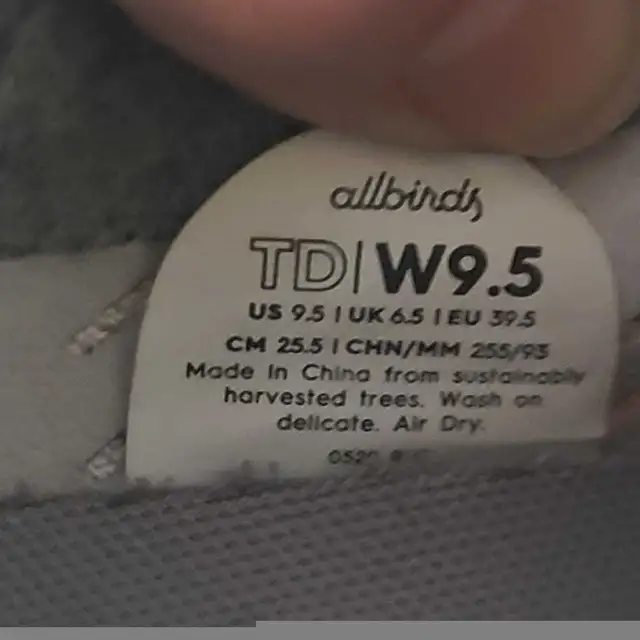 allbirds
TD | W9.5
US 9.5 | UK 6.5 | EU 39.5
CM 25.5 | CHN/MM 255/93
Made In China from sustainably
harvested trees. Wash on
delicate. Air Dry.
0520